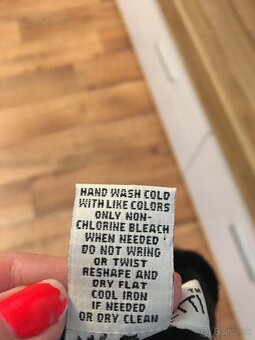 HAND WASH COLD
WITH LIKE COLORS
ONLY NON-
CHLORINE BLEACH
WHEN NEEDED
DO NOT WRING
OR TWIST
RESHAPE AND
DRY FLAT
COOL IRON
IF NEEDED
OR DRY CLEAN